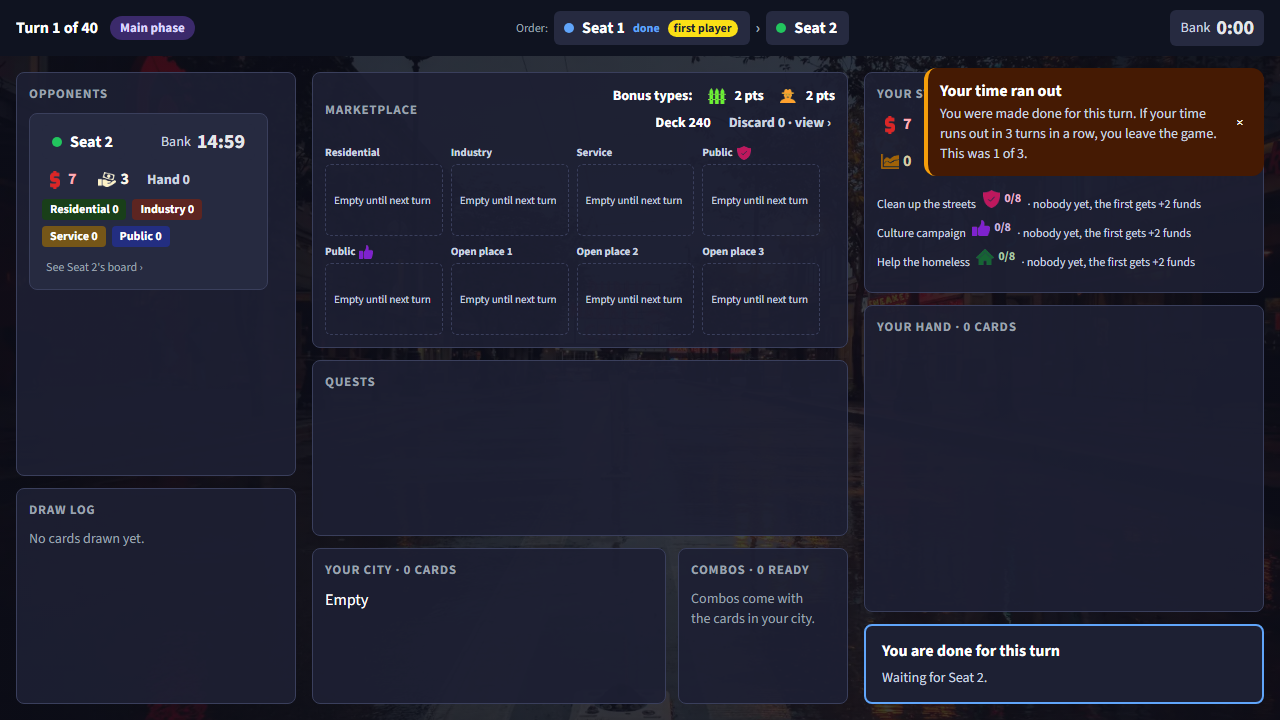 Turn 1 of 40
Main phase
Order:
Seat 1 done first player › Seat 2
Bank 0:00
OPPONENTS
Seat 2
Bank 14:59
7 3 Hand 0
Residential 0 Industry 0
Service 0 Public 0
See Seat 2's board ›
DRAW LOG
No cards drawn yet.
MARKETPLACE
Bonus types: 2 pts 2 pts
Deck 240 Discard 0 · view ›
Residential Industry Service Public
Empty until next turn Empty until next turn Empty until next turn Empty until next turn
Public Open place 1 Open place 2 Open place 3
Empty until next turn Empty until next turn Empty until next turn Empty until next turn
QUESTS
YOUR CITY · 0 CARDS
Empty
COMBOS · 0 READY
Combos come with
the cards in your city.
YOUR S
7
0
Your time ran out
You were made done for this turn. If your time
runs out in 3 turns in a row, you leave the game.
This was 1 of 3.
×
Clean up the streets 0/8 · nobody yet, the first gets +2 funds
Culture campaign 0/8 · nobody yet, the first gets +2 funds
Help the homeless 0/8 · nobody yet, the first gets +2 funds
YOUR HAND · 0 CARDS
You are done for this turn
Waiting for Seat 2.